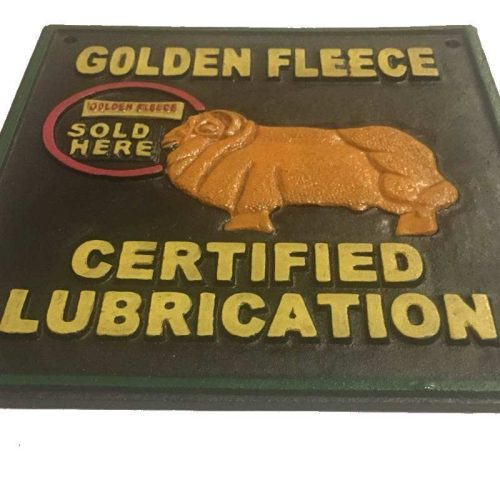 GOLDEN FLEECE
GOLDEN FLEECE
SOLD
HERE
CERTIFIED
LUBRICATION